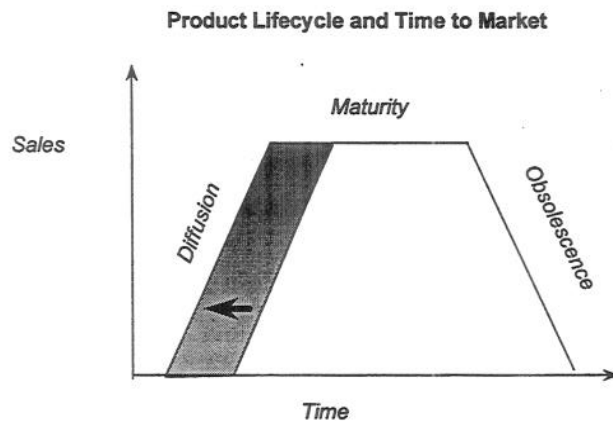 Product Lifecycle and Time to Market
Maturity
Sales
Diffusion
Obsolescence
Time